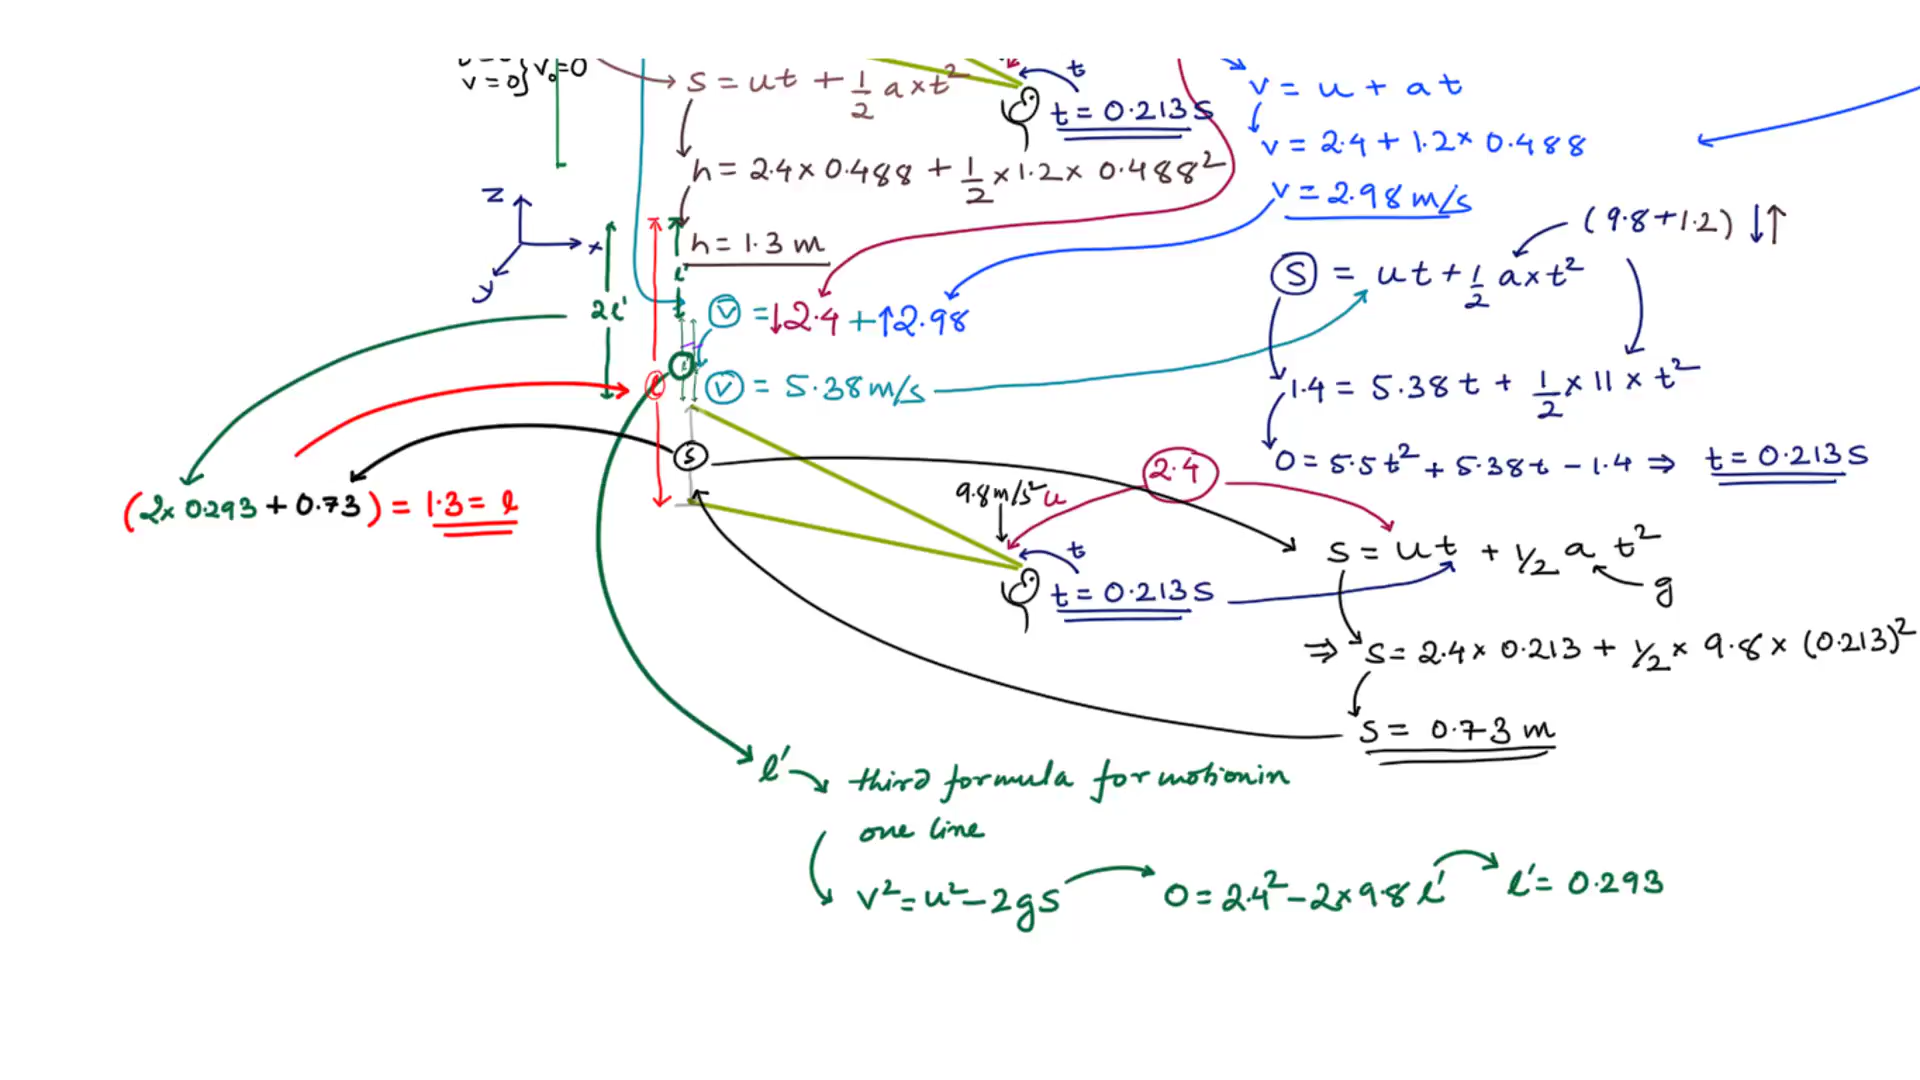 v = 0} v₀=0
s = ut + 1/2 a×t²
h = 2.4× 0.488 + 1/2 ×1.2× 0.488²
h = 1.3 m
t
t = 0.213 s
v = u + at
v = 2.4 + 1.2× 0.488
v = 2.98 m/s
(9.8+1.2) ↓↑
z
x
y
2l'
l'
l
l'
v = ↓2.4 + ↑2.98
v = 5.38 m/s
s = ut + 1/2 a×t²
1.4 = 5.38 t + 1/2 × 11 × t²
0 = 5.5t² + 5.38t - 1.4 ⇒ t = 0.213 s
s
(2× 0.293 + 0.73) = 1.3 = l
2.4
9.8 m/s² u
t
t = 0.213 s
s = ut + 1/2 a t²
g
⇒ s = 2.4× 0.213 + 1/2 × 9.8 × (0.213)²
s = 0.73 m
l' → third formula for motion in
one line
v² = u² - 2gs
0 = 2.4² - 2×9.8 l'
l' = 0.293